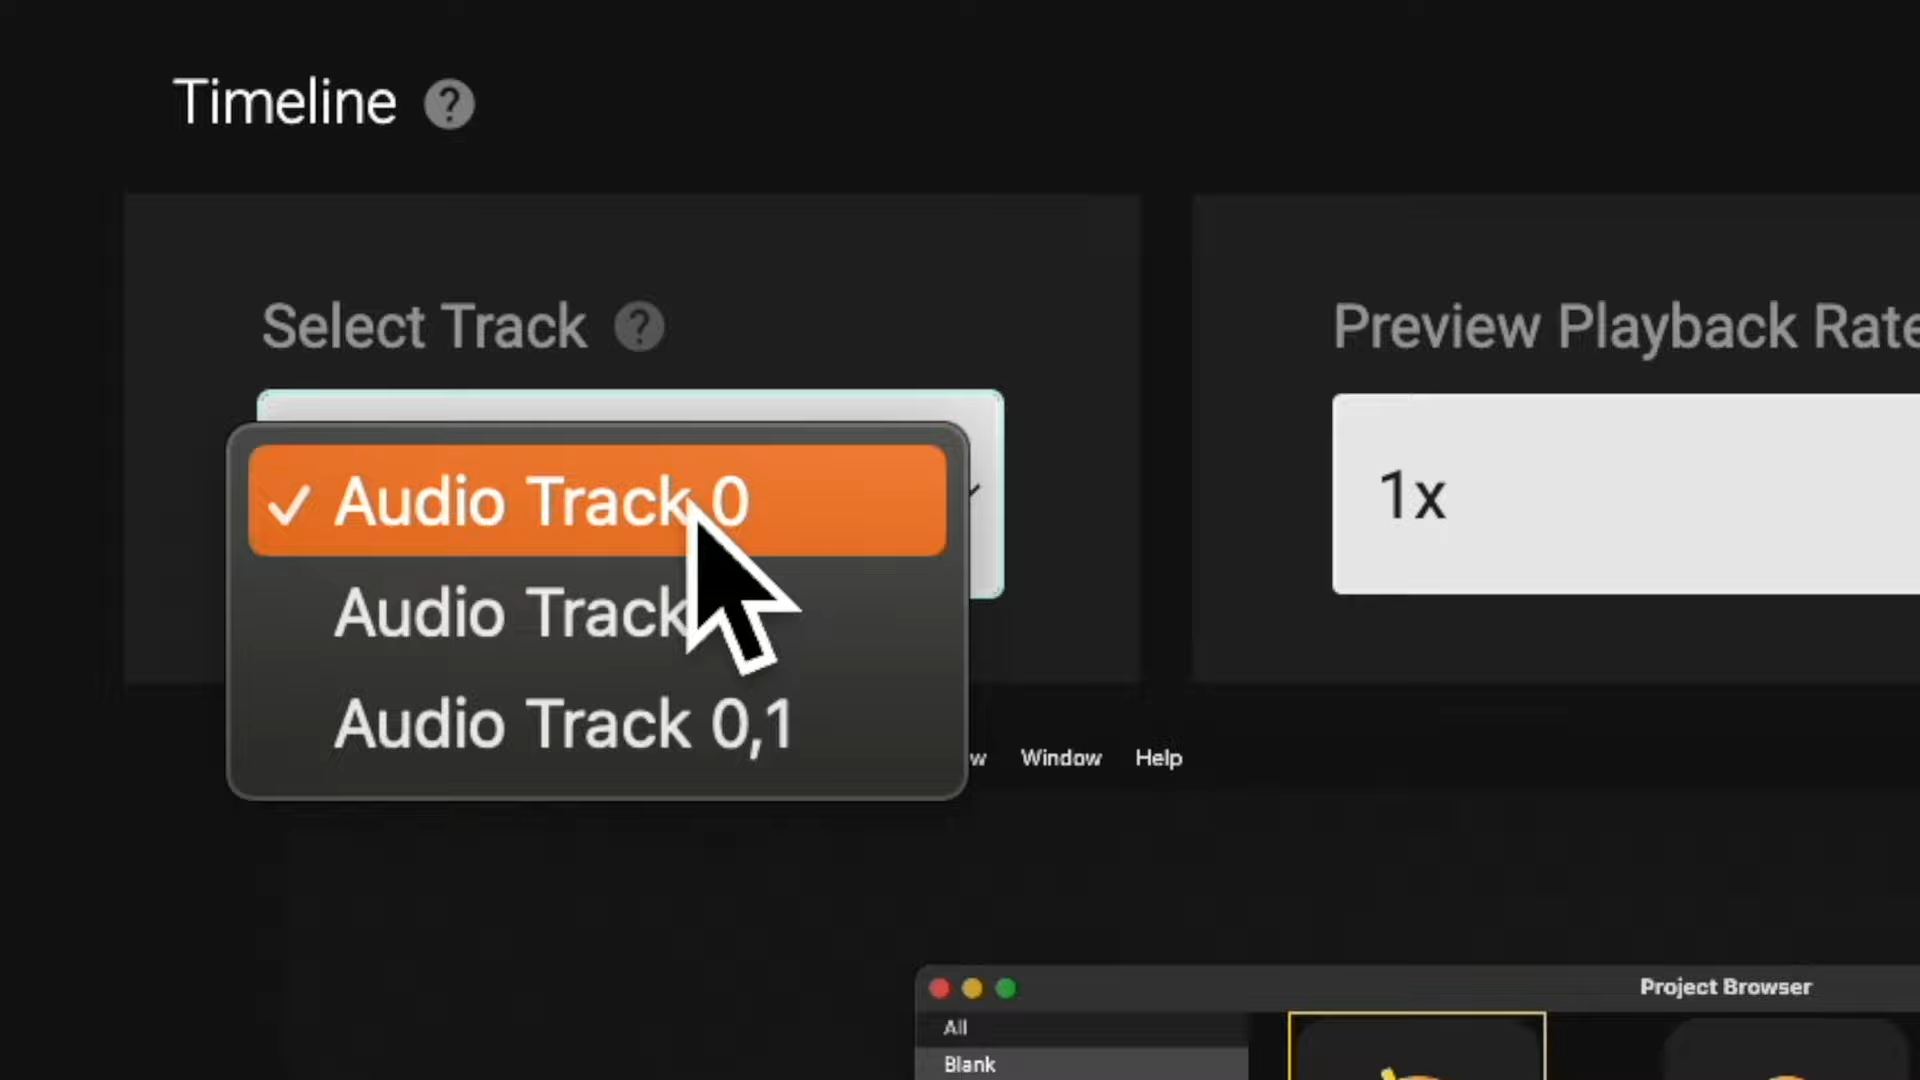 Timeline ?
Select Track ?
Preview Playback Rate
✓ Audio Track 0
1x
Audio Track
Audio Track 0,1
w Window Help
Project Browser
All
Blank